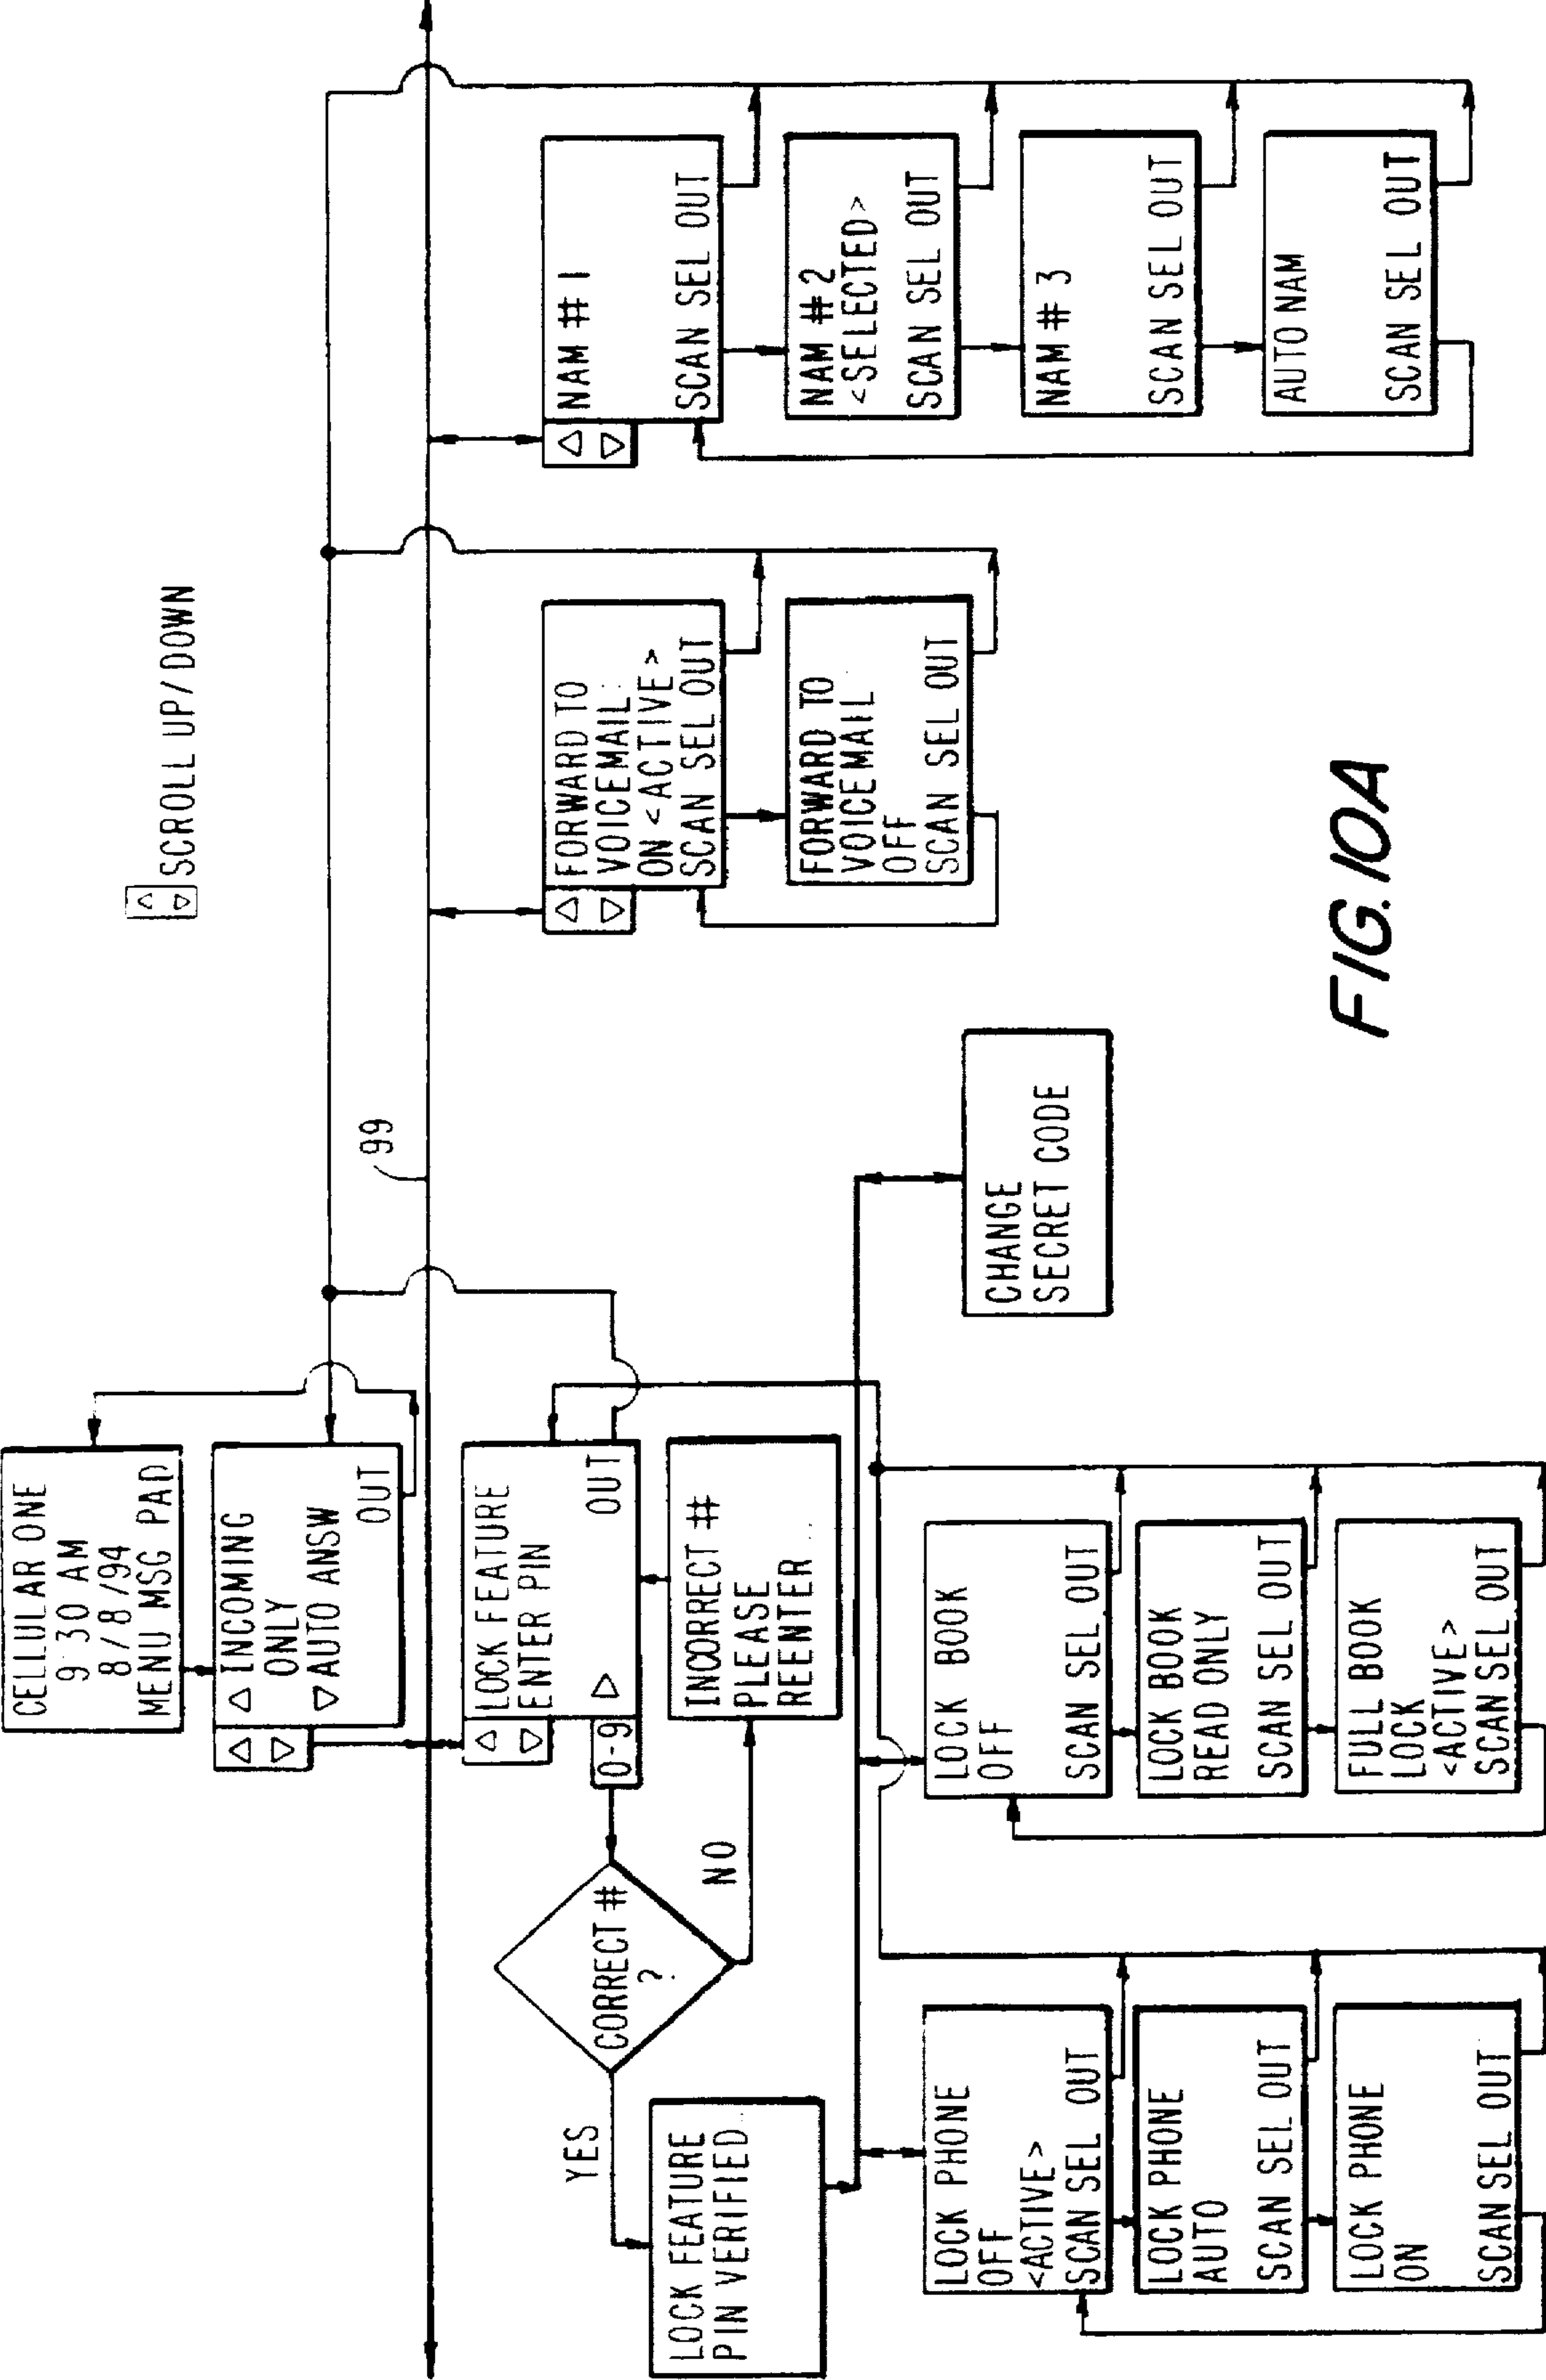 SCROLL UP/DOWN
CELLULAR ONE
9 30 AM
8/8/94
MENU MSG PAD
INCOMING
ONLY
AUTO ANSW
OUT
99
LOCK FEATURE
ENTER PIN
OUT
0-9
INCORRECT #
PLEASE
REENTER
CORRECT #
?
NO
YES
LOCK FEATURE
PIN VERIFIED
LOCK PHONE
OFF
<ACTIVE>
SCAN SEL OUT
LOCK PHONE
AUTO
SCAN SEL OUT
LOCK PHONE
ON
SCAN SEL OUT
LOCK BOOK
OFF
SCAN SEL OUT
LOCK BOOK
READ ONLY
SCAN SEL OUT
FULL BOOK
LOCK
<ACTIVE>
SCAN SEL OUT
CHANGE
SECRET CODE
FORWARD TO
VOICEMAIL
ON <ACTIVE>
SCAN SEL OUT
FORWARD TO
VOICEMAIL
OFF
SCAN SEL OUT
NAM # 1
SCAN SEL OUT
NAM # 2
<SELECTED>
SCAN SEL OUT
NAM # 3
SCAN SEL OUT
AUTO NAM
SCAN SEL OUT
FIG. 10A